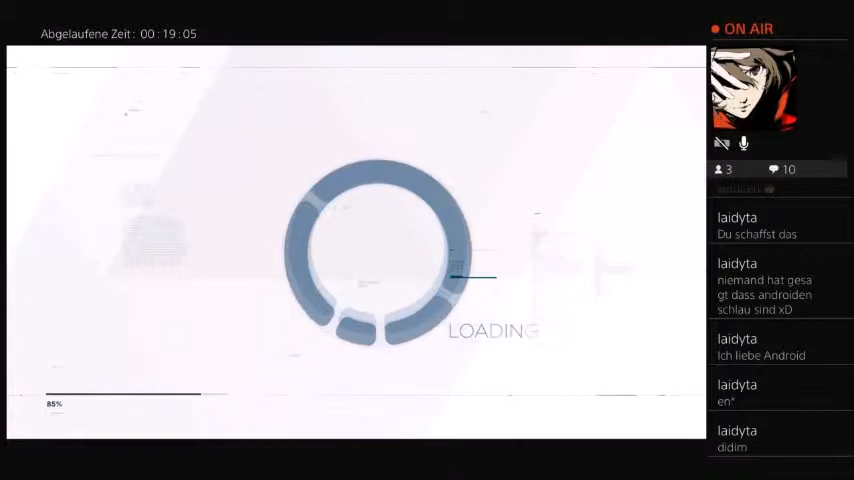 Abgelaufene Zeit: 00:19:05
ON AIR
3
10
laidyta
Du schaffst das
laidyta
niemand hat gesa
gt dass androiden
schlau sind xD
laidyta
Ich liebe Android
laidyta
en*
laidyta
didim
LOADING
85%